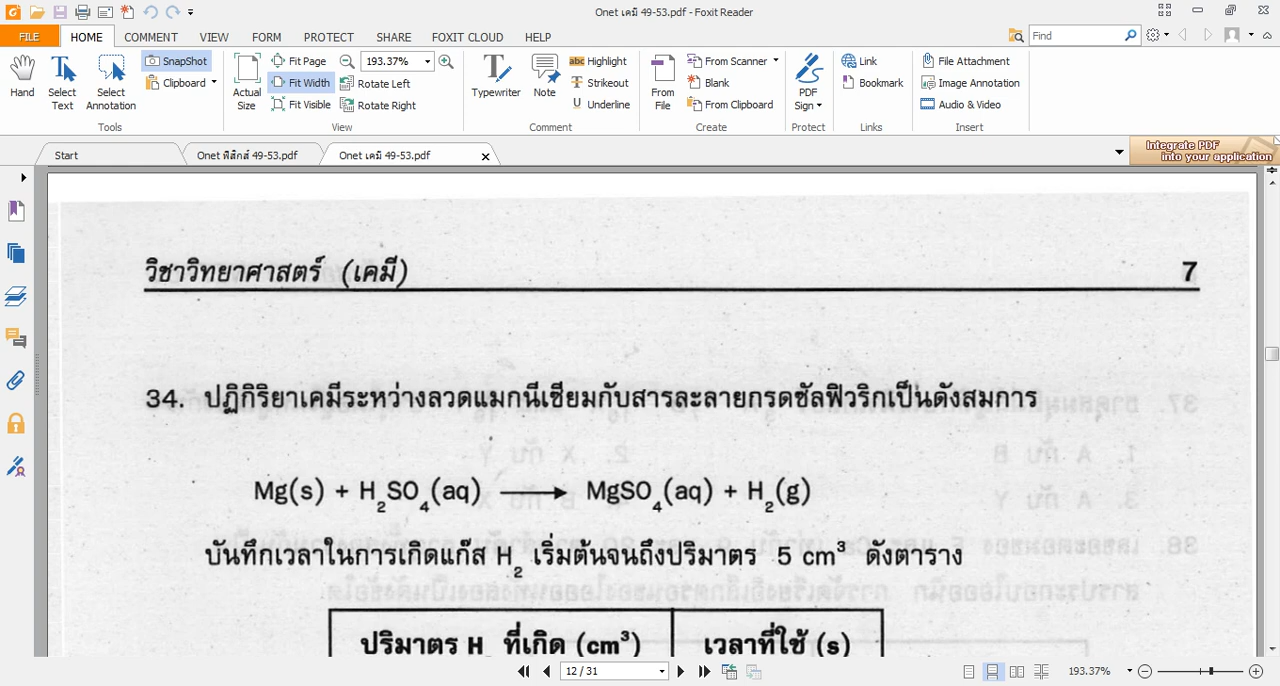 Onet เคมี 49-53.pdf - Foxit Reader
FILE HOME COMMENT VIEW FORM PROTECT SHARE FOXIT CLOUD HELP
Find
SnapShot
Clipboard
Hand
Select Text
Select Annotation
Tools
Actual Size
Fit Page
Fit Width
Fit Visible
193.37%
Rotate Left
Rotate Right
View
Typewriter
Note
Highlight
Strikeout
Underline
Comment
From File
From Scanner
Blank
From Clipboard
Create
PDF Sign
Protect
Link
Bookmark
Links
File Attachment
Image Annotation
Audio & Video
Insert
Start
Onet ฟิสิกส์ 49-53.pdf
Onet เคมี 49-53.pdf
Integrate PDF
into your application
วิชาวิทยาศาสตร์ (เคมี) 7
34. ปฏิกิริยาเคมีระหว่างลวดแมกนีเซียมกับสารละลายกรดซัลฟิวริกเป็นดังสมการ
Mg(s) + H₂SO₄(aq) → MgSO₄(aq) + H₂(g)
บันทึกเวลาในการเกิดแก๊ส H₂ เริ่มต้นจนถึงปริมาตร 5 cm³ ดังตาราง
ปริมาตร H ที่เกิด (cm³) เวลาที่ใช้ (s)
12 / 31
193.37%